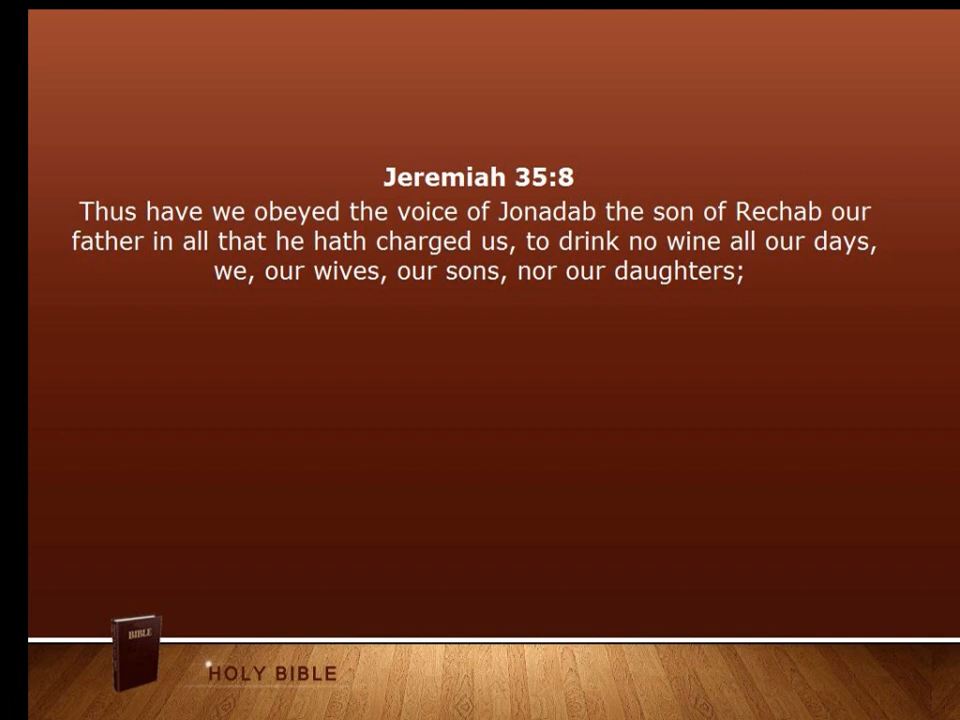 Jeremiah 35:8
Thus have we obeyed the voice of Jonadab the son of Rechab our
father in all that he hath charged us, to drink no wine all our days,
we, our wives, our sons, nor our daughters;
BIBLE
HOLY BIBLE